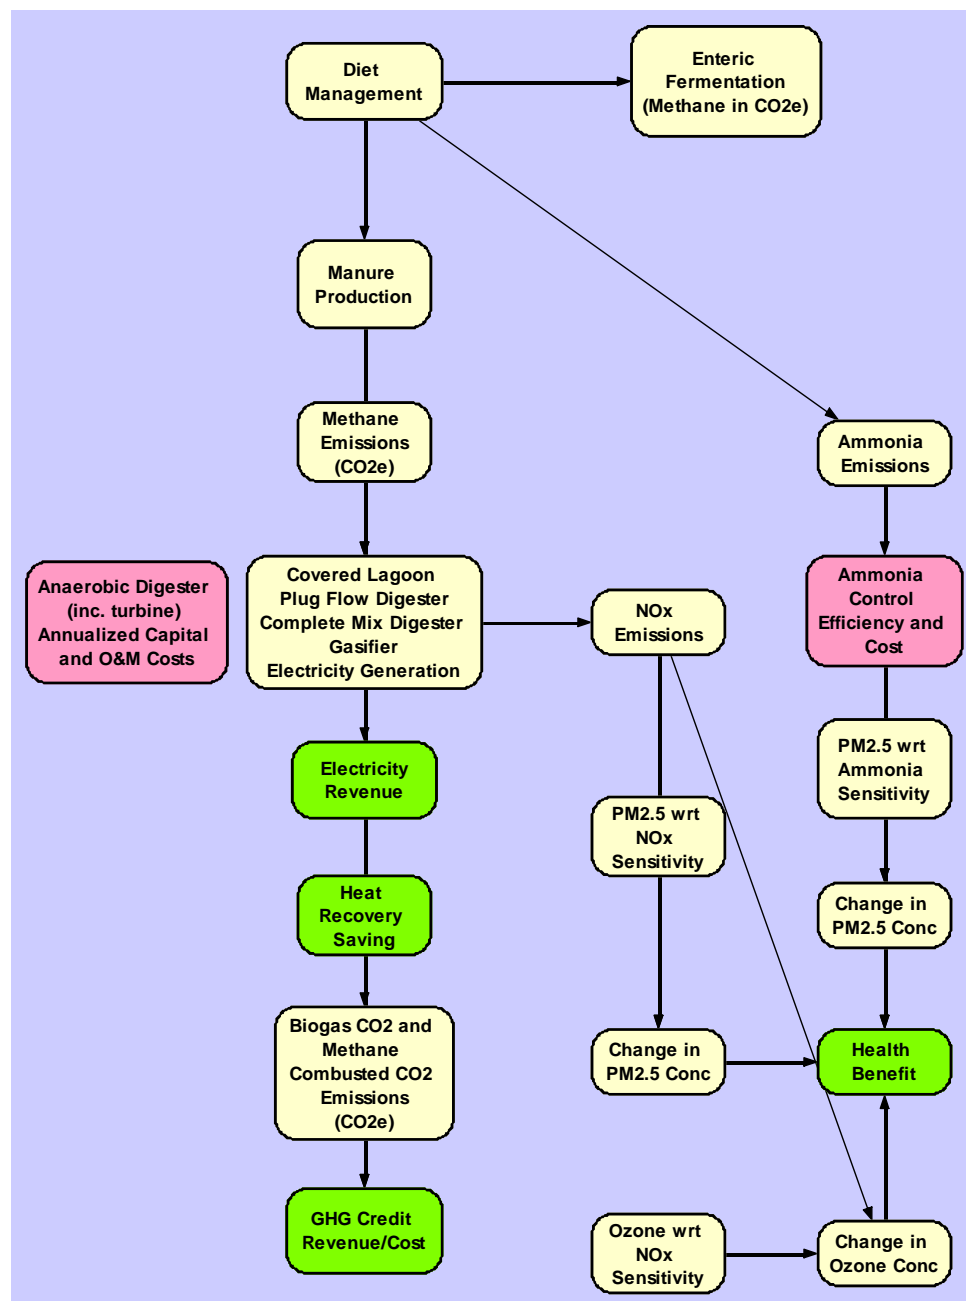 Diet
Management
Enteric
Fermentation
(Methane in CO2e)
Manure
Production
Methane
Emissions
(CO2e)
Ammonia
Emissions
Anaerobic Digester
(inc. turbine)
Annualized Capital
and O&M Costs
Covered Lagoon
Plug Flow Digester
Complete Mix Digester
Gasifier
Electricity Generation
NOx
Emissions
Ammonia
Control
Efficiency and
Cost
Electricity
Revenue
PM2.5 wrt
NOx
Sensitivity
PM2.5 wrt
Ammonia
Sensitivity
Heat
Recovery
Saving
Change in
PM2.5 Conc
Biogas CO2 and
Methane
Combusted CO2
Emissions
(CO2e)
Change in
PM2.5 Conc
Health
Benefit
GHG Credit
Revenue/Cost
Ozone wrt
NOx
Sensitivity
Change in
Ozone Conc